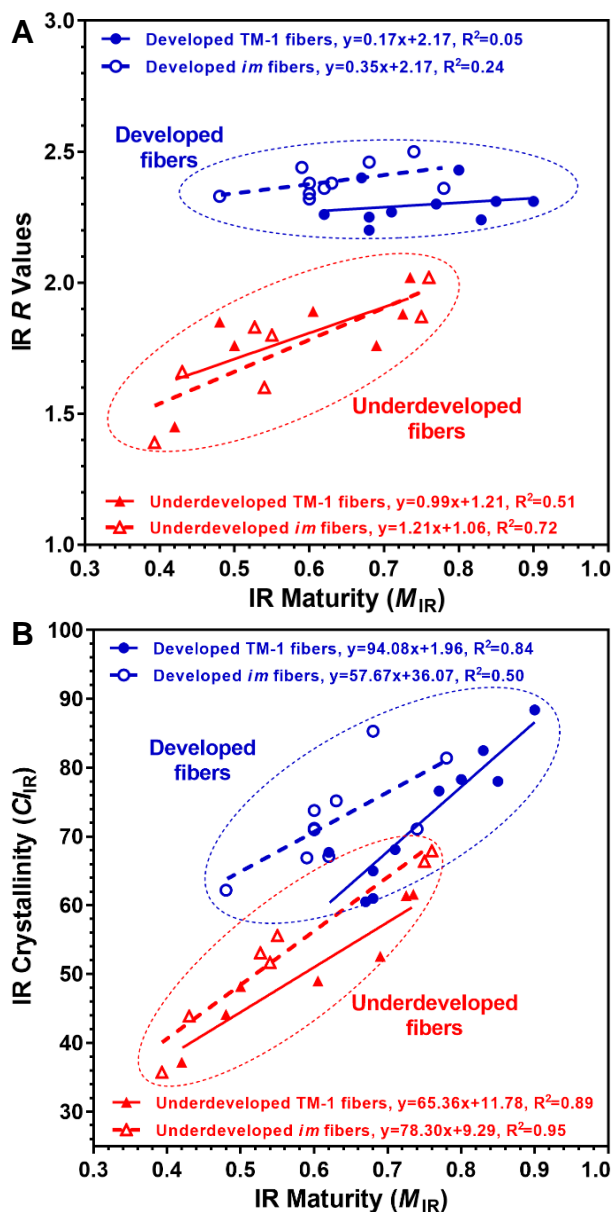 A
3.0
Developed TM-1 fibers, y=0.17x+2.17, R²=0.05
Developed im fibers, y=0.35x+2.17, R²=0.24
2.5
Developed
fibers
IR R Values
2.0
1.5
Underdeveloped
fibers
Underdeveloped TM-1 fibers, y=0.99x+1.21, R²=0.51
Underdeveloped im fibers, y=1.21x+1.06, R²=0.72
1.0
0.3 0.4 0.5 0.6 0.7 0.8 0.9 1.0
IR Maturity (MIR)
B
100
Developed TM-1 fibers, y=94.08x+1.96, R²=0.84
Developed im fibers, y=57.67x+36.07, R²=0.50
90
Developed
fibers
80
IR Crystallinity (CIIR)
70
60
50
Underdeveloped
fibers
40
Underdeveloped TM-1 fibers, y=65.36x+11.78, R²=0.89
30
Underdeveloped im fibers, y=78.30x+9.29, R²=0.95
0.3 0.4 0.5 0.6 0.7 0.8 0.9 1.0
IR Maturity (MIR)